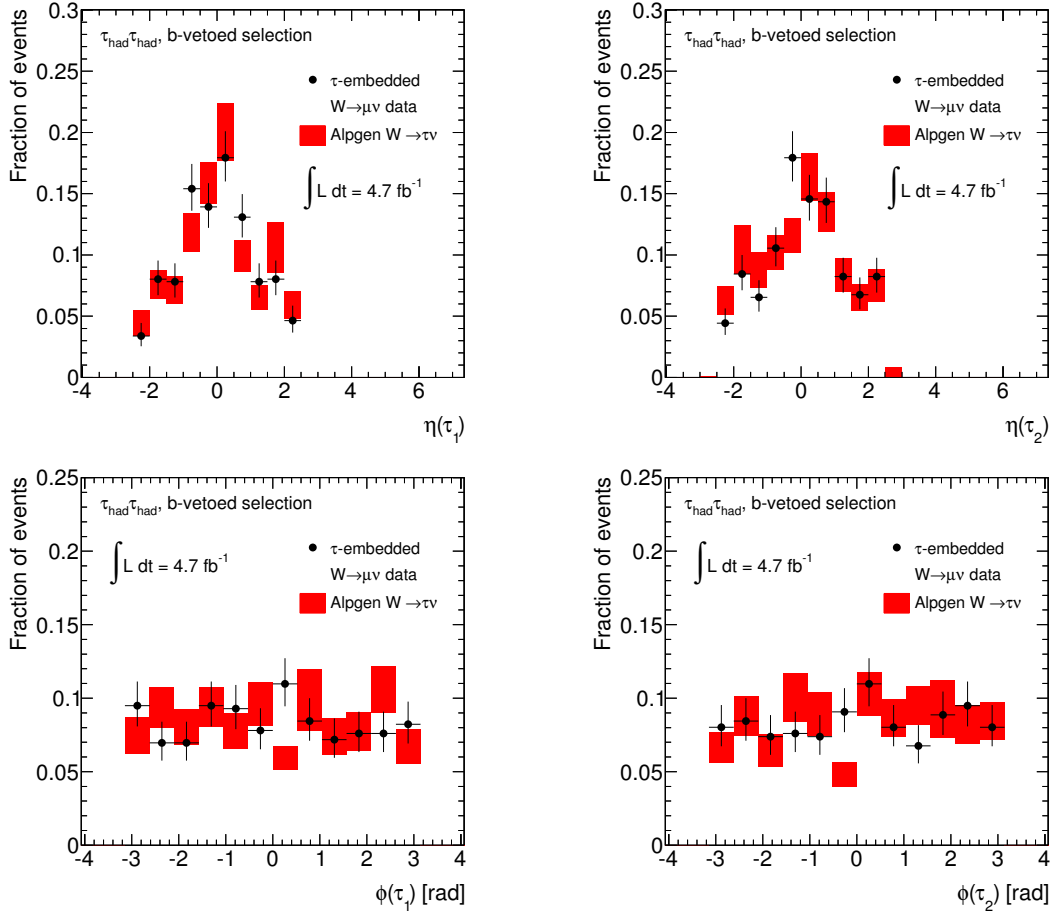 Fraction of events
0.3
0.25
0.2
0.15
0.1
0.05
0
τhadτhad, b-vetoed selection
τ-embedded
W→μν data
Alpgen W →τν
∫ L dt = 4.7 fb⁻¹
-4 -2 0 2 4 6
η(τ₁)
Fraction of events
0.3
0.25
0.2
0.15
0.1
0.05
0
τhadτhad, b-vetoed selection
τ-embedded
W→μν data
Alpgen W →τν
∫ L dt = 4.7 fb⁻¹
-4 -2 0 2 4 6
η(τ₂)
Fraction of events
0.25
0.2
0.15
0.1
0.05
0
τhadτhad, b-vetoed selection
∫ L dt = 4.7 fb⁻¹
τ-embedded
W→μν data
Alpgen W →τν
-4 -3 -2 -1 0 1 2 3 4
ϕ(τ₁) [rad]
Fraction of events
0.25
0.2
0.15
0.1
0.05
0
τhadτhad, b-vetoed selection
∫ L dt = 4.7 fb⁻¹
τ-embedded
W→μν data
Alpgen W →τν
-4 -3 -2 -1 0 1 2 3 4
ϕ(τ₂) [rad]